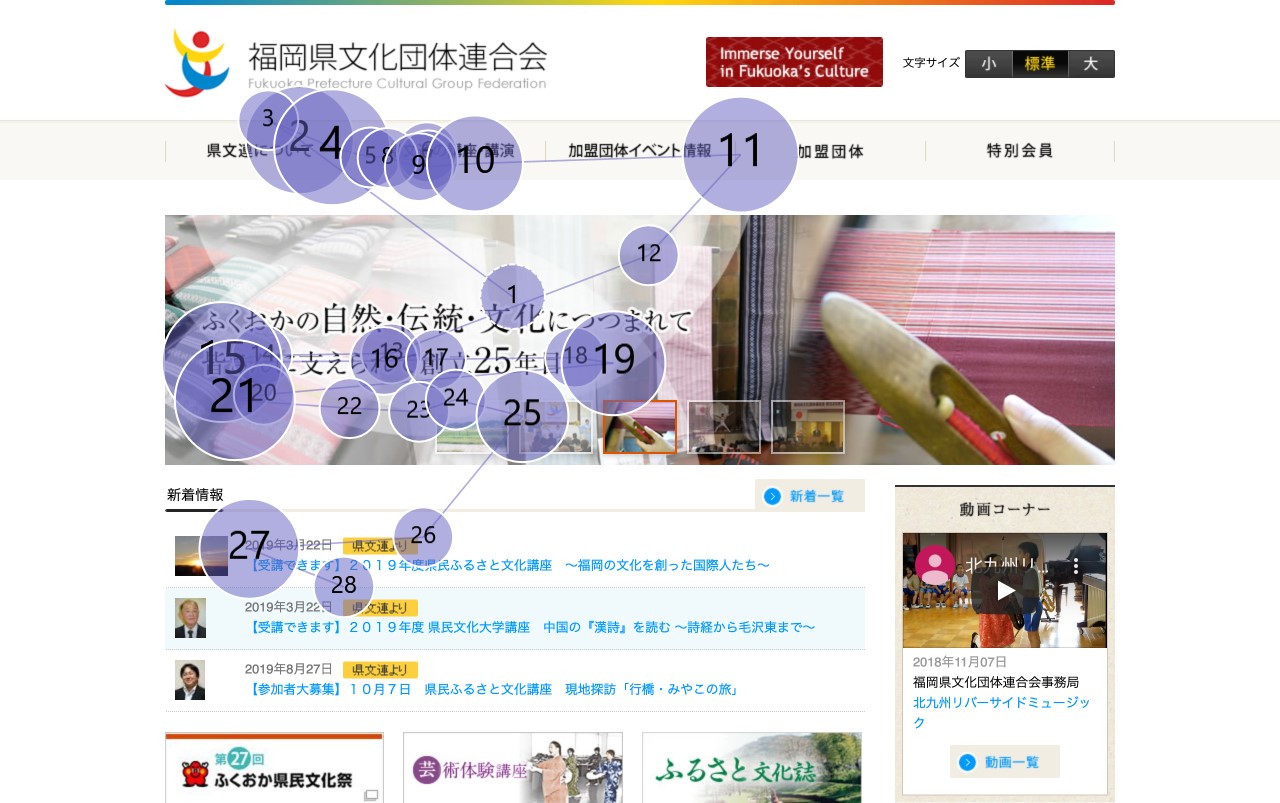 福岡県文化団体連合会
Fukuoka Prefecture Cultural Group Federation
Immerse Yourself
in Fukuoka's Culture
文字サイズ 小 標準 大
県文連について 講座・講演 加盟団体イベント情報 加盟団体 特別会員
ふくおかの自然・伝統・文化につつまれて
に支えられ 創立25年目
1
2
3
4
5
8
9
10
11
12
13
14
15
16
17
18
19
20
21
22
23
24
25
26
27
28
新着情報
新着一覧
2019年3月22日 県文連より
【受講できます】２０１９年度県民ふるさと文化講座 ～福岡の文化を創った国際人たち～
2019年3月22日 県文連より
【受講できます】２０１９年度 県民文化大学講座 中国の『漢詩』を読む ～詩経から毛沢東まで～
2019年8月27日 県文連より
【参加者大募集】１０月７日 県民ふるさと文化講座 現地探訪「行橋・みやこの旅」
動画コーナー
北九州リ...
2018年11月07日
福岡県文化団体連合会事務局
北九州リバーサイドミュージッ
ク
動画一覧
第27回
ふくおか県民文化祭
芸術体験講座
ふるさと文化誌